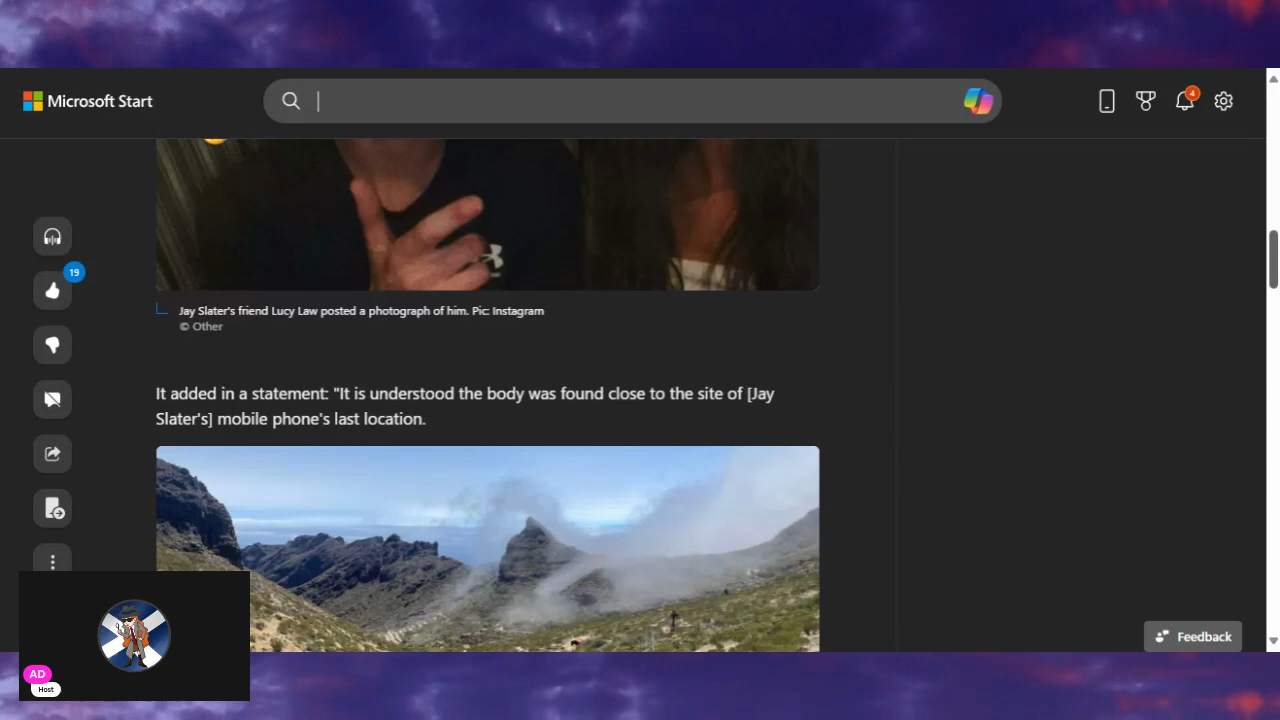 Microsoft Start
4
19
Jay Slater's friend Lucy Law posted a photograph of him. Pic: Instagram
© Other
It added in a statement: "It is understood the body was found close to the site of [Jay
Slater's] mobile phone's last location.
AD
Host
Feedback